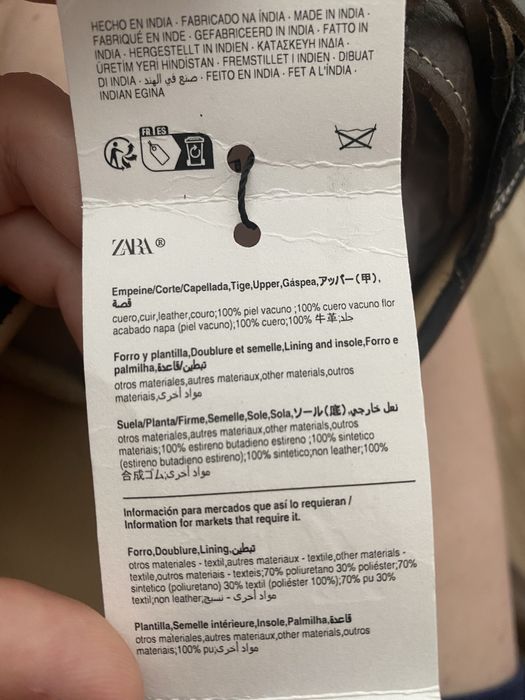 HECHO EN INDIA · FABRICADO NA ÍNDIA · MADE IN INDIA ·
FABRIQUÉ EN INDE · GEFABRICEERD IN INDIA · FATTO IN
INDIA · HERGESTELLT IN INDIEN · ΚΑΤΑΣΚΕΥΗ ΙΝΔΙΑ ·
ÜRETİM YERİ HİNDİSTAN · FREMSTILLET I INDIEN · DIBUAT
DI INDIA · صنع في الهند · FEITO EN INDIA · FET A L'ÍNDIA ·
INDIAN EGINA
FR ES
ZARA®
Empeine/Corte/Capellada,Tige,Upper,Gáspea,アッパー(甲),
قصة
cuero,cuir,leather,couro;100% piel vacuno ;100% cuero vacuno flor
acabado napa (piel vacuno);100% cuero;100% 牛革;جلد
Forro y plantilla,Doublure et semelle,Lining and insole,Forro e
palmilha,تبطين/قاعدة
otros materiales,autres materiaux,other materials,outros
materiais,مواد أخرى
Suela/Planta/Firme,Semelle,Sole,Sola,ソール(底),نعل خارجي
otros materiales,autres materiaux,other materials,outros
materiais;100% estireno butadieno estireno ;100% sintetico
(estireno butadieno estireno);100% sintetico;non leather;100%
合成ゴム;مواد أخرى
Información para mercados que así lo requieran /
Information for markets that require it.
Forro,Doublure,Lining,تبطين
otros materiales - textil,autres materiaux - textile,other materials -
textile,outros materiais - texteis;70% poliuretano 30% poliéster;70%
sintético (poliuretano) 30% textil (poliéster 100%);70% pu 30%
textil;non leather;مواد أخرى - نسيج
Plantilla,Semelle intérieure,Insole,Palmilha,قاعدة
otros materiales,autres materiaux,other materials,outros
materiais;100% pu;مواد أخرى